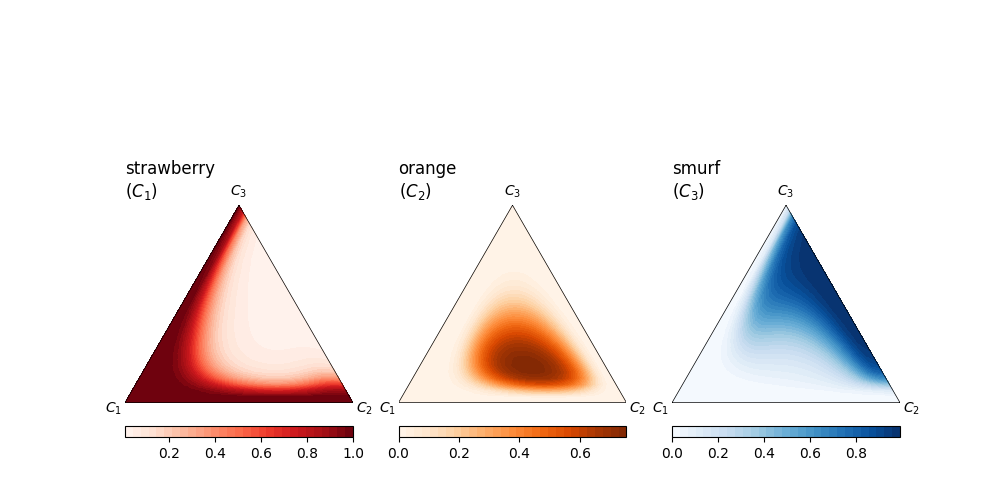 strawberry
(C₁)
C₃
C₁
C₂
0.2 0.4 0.6 0.8 1.0
orange
(C₂)
C₃
C₁
C₂
0.0 0.2 0.4 0.6
smurf
(C₃)
C₃
C₁
C₂
0.0 0.2 0.4 0.6 0.8